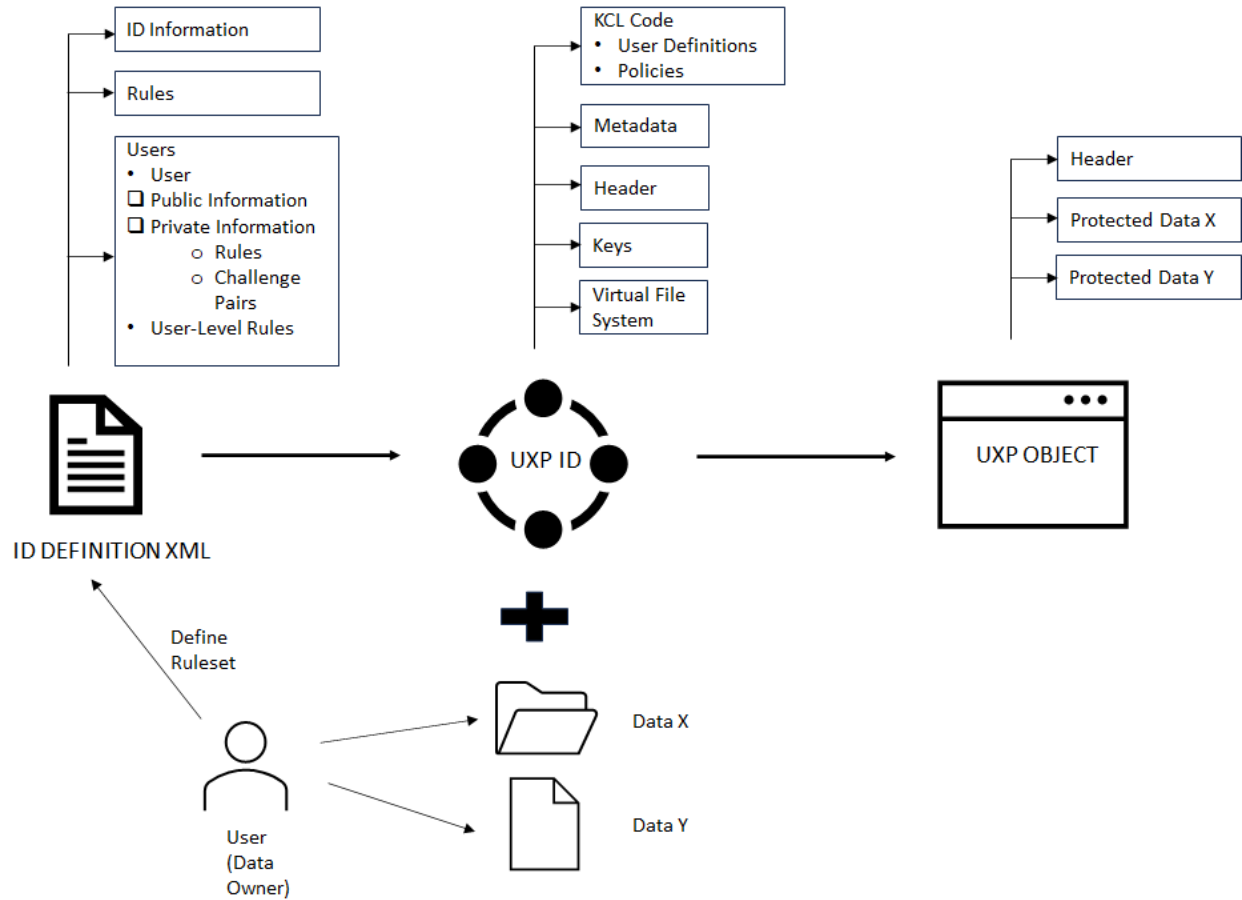 ID Information
Rules
Users
• User
❑ Public Information
❑ Private Information
o Rules
o Challenge
Pairs
• User-Level Rules
KCL Code
• User Definitions
• Policies
Metadata
Header
Keys
Virtual File
System
Header
Protected Data X
Protected Data Y
ID DEFINITION XML
UXP ID
UXP OBJECT
Define
Ruleset
User
(Data
Owner)
Data X
Data Y